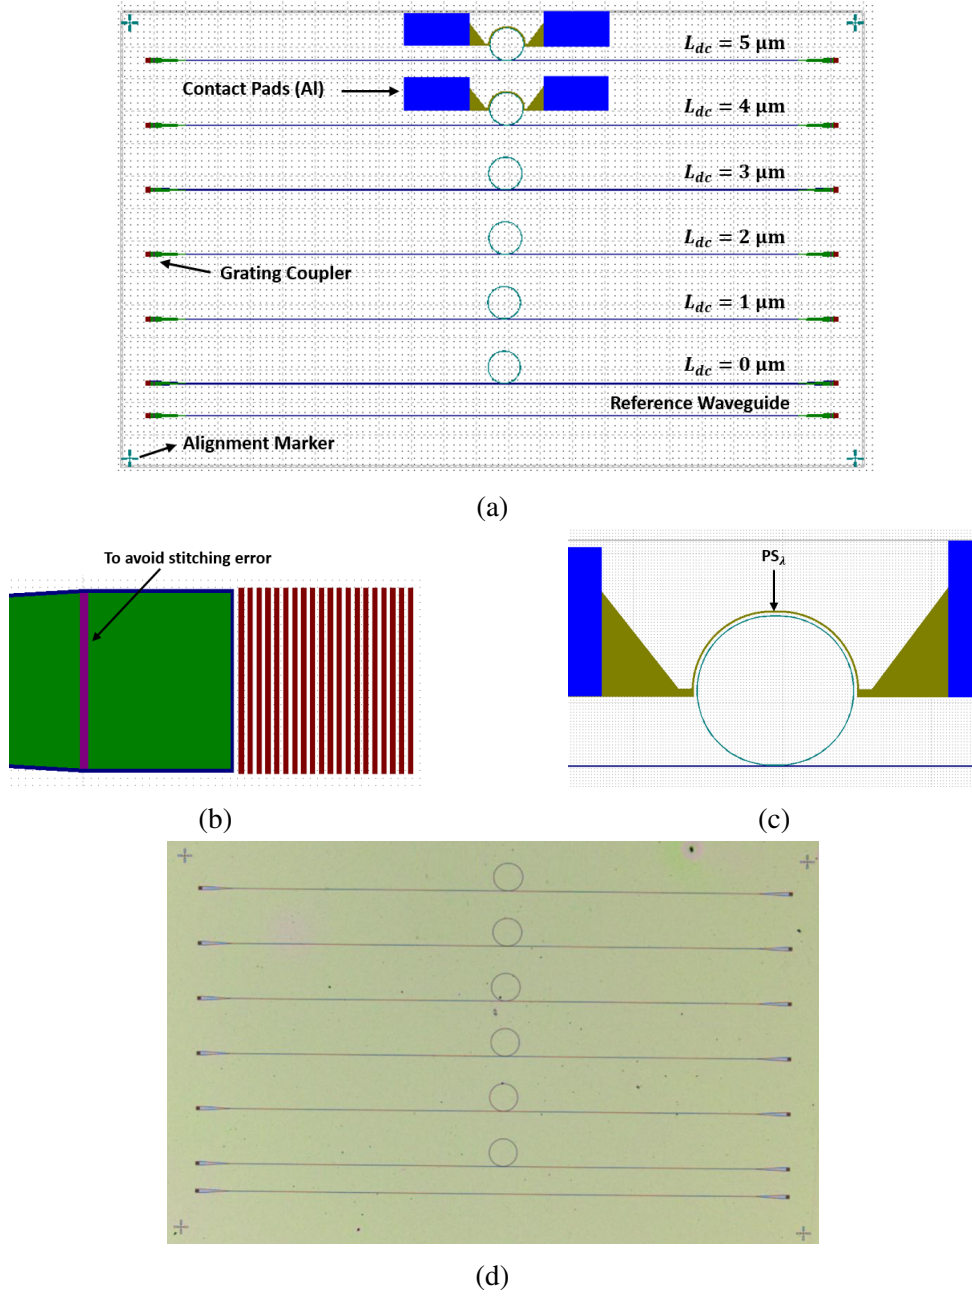 L_dc = 5 μm
Contact Pads (Al)
L_dc = 4 μm
L_dc = 3 μm
L_dc = 2 μm
Grating Coupler
L_dc = 1 μm
L_dc = 0 μm
Reference Waveguide
Alignment Marker
(a)
To avoid stitching error
PS_λ
(b)
(c)
(d)